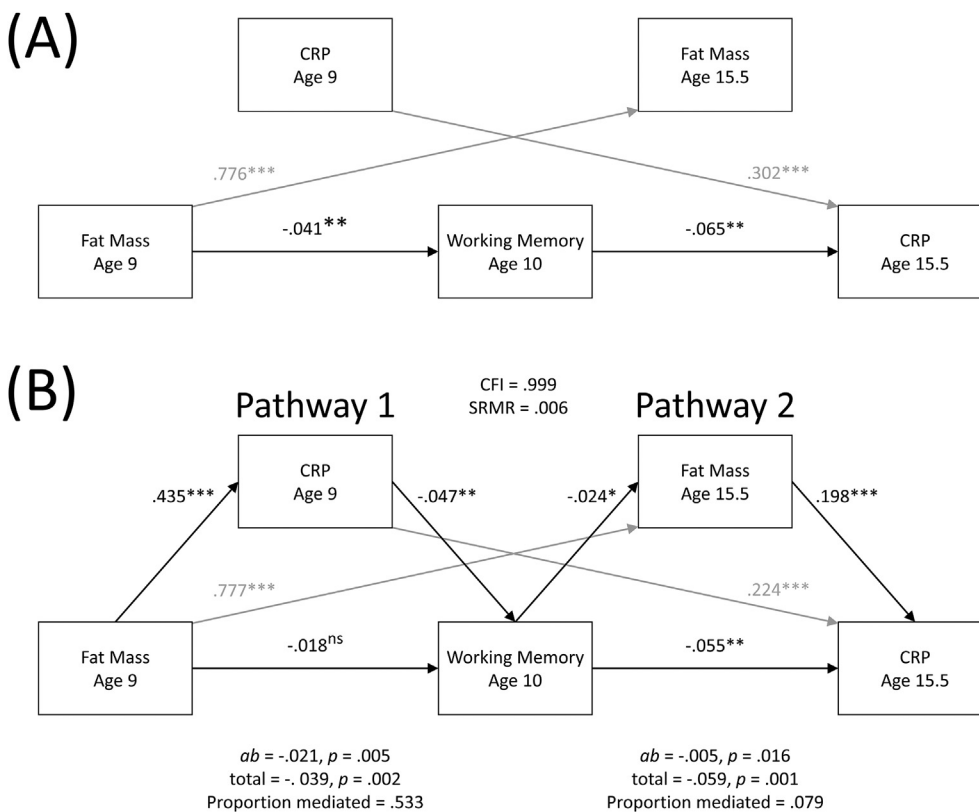 (A)
CRP
Age 9
Fat Mass
Age 15.5
.776***
.302***
Fat Mass
Age 9
-.041**
Working Memory
Age 10
-.065**
CRP
Age 15.5
(B)
Pathway 1
CFI = .999
SRMR = .006
Pathway 2
CRP
Age 9
Fat Mass
Age 15.5
.435***
-.047**
-.024*
.198***
.777***
.224***
Fat Mass
Age 9
-.018ns
Working Memory
Age 10
-.055**
CRP
Age 15.5
ab = -.021, p = .005
total = -. 039, p = .002
Proportion mediated = .533
ab = -.005, p = .016
total = -.059, p = .001
Proportion mediated = .079